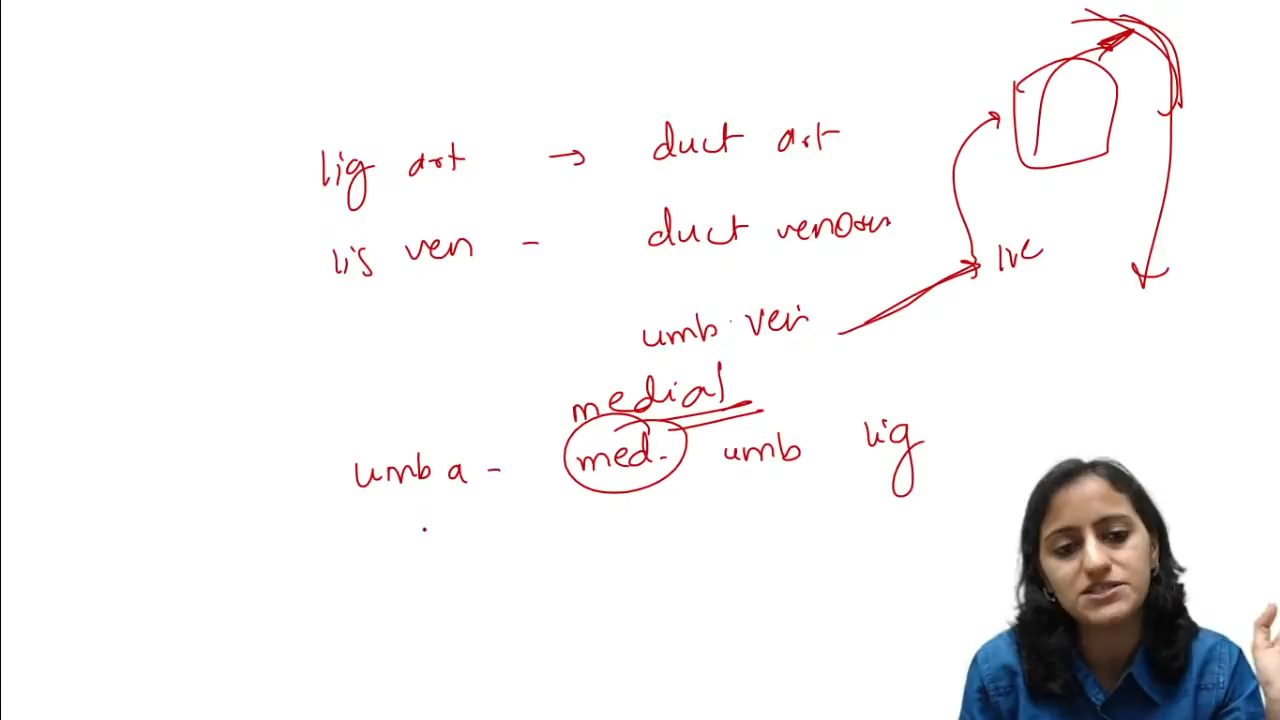 lig art → duct art
lig ven - duct venosus
IVC
umb. vein
medial
umb a - med. umb lig